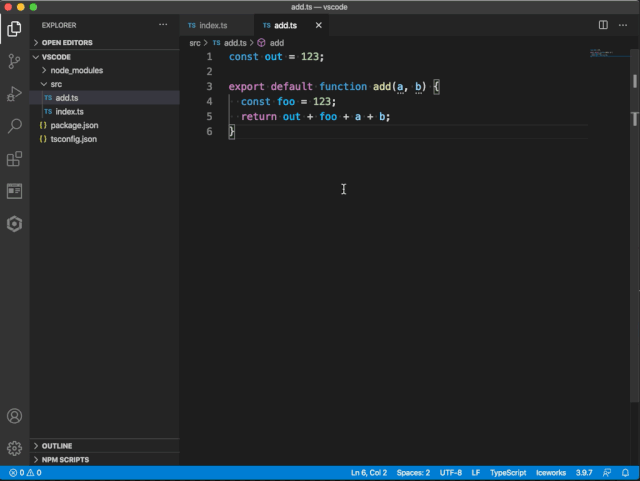 add.ts — vscode
EXPLORER
OPEN EDITORS
VSCODE
node_modules
src
TS add.ts
TS index.ts
{} package.json
{} tsconfig.json
OUTLINE
NPM SCRIPTS
TS index.ts
TS add.ts
src > TS add.ts > add
1 const out = 123;
2
3 export default function add(a, b) {
4 const foo = 123;
5 return out + foo + a + b;
6 }
0 0 Ln 6, Col 2 Spaces: 2 UTF-8 LF TypeScript Iceworks 3.9.7